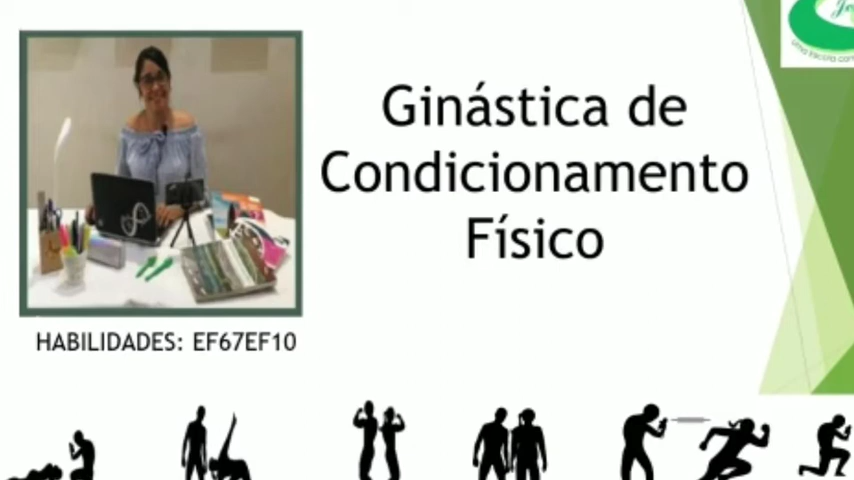 Ginástica de
Condicionamento
Físico
HABILIDADES: EF67EF10